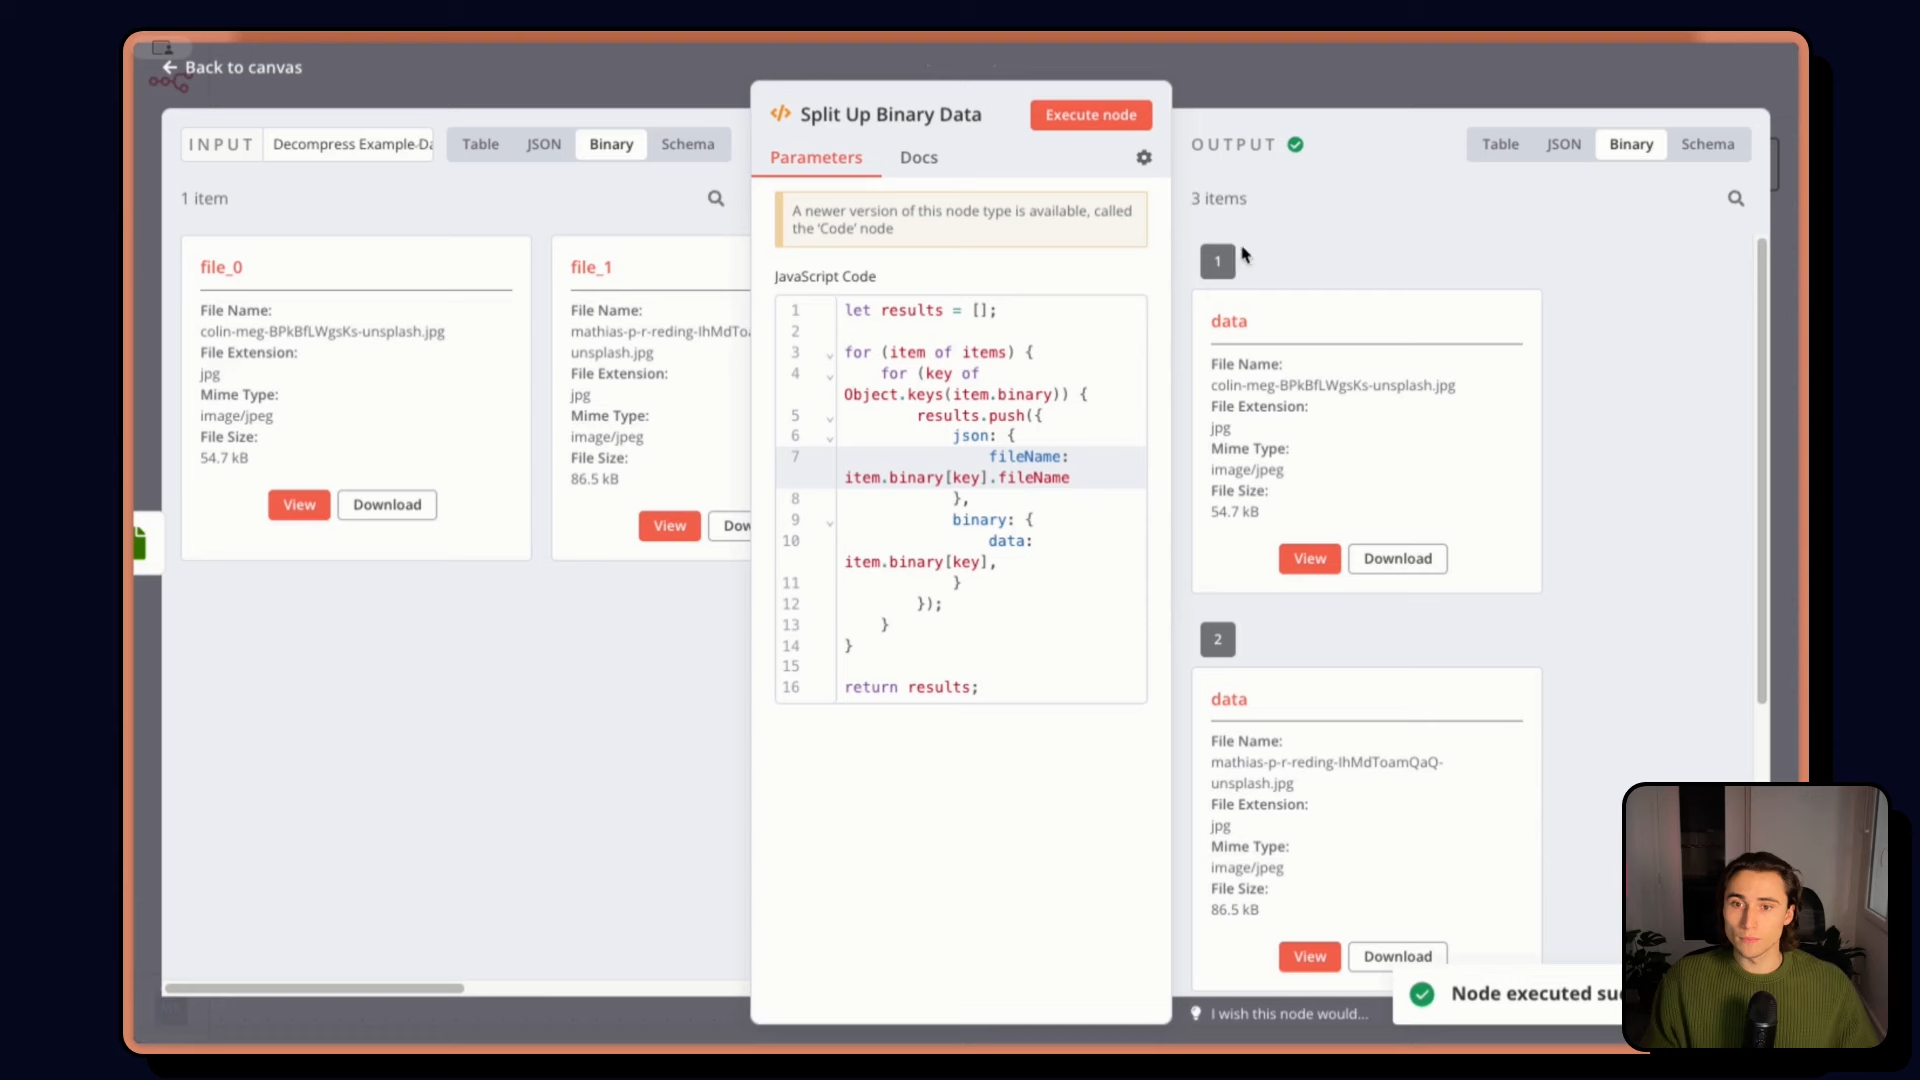 Back to canvas
INPUT
Decompress Example Da
Table
JSON
Binary
Schema
1 item
file_0
File Name:
colin-meg-BPkBfLWgsKs-unsplash.jpg
File Extension:
jpg
Mime Type:
image/jpeg
File Size:
54.7 kB
View
Download
file_1
File Name:
mathias-p-r-reding-IhMdToa
unsplash.jpg
File Extension:
jpg
Mime Type:
image/jpeg
File Size:
86.5 kB
View
Dow
</> Split Up Binary Data
Execute node
Parameters
Docs
A newer version of this node type is available, called
the ‘Code’ node
JavaScript Code
1 let results = [];
2
3 for (item of items) {
4 for (key of
Object.keys(item.binary)) {
5 results.push({
6 json: {
7 fileName:
item.binary[key].fileName
8 },
9 binary: {
10 data:
item.binary[key],
11 }
12 });
13 }
14 }
15
16 return results;
OUTPUT
Table
JSON
Binary
Schema
3 items
1
data
File Name:
colin-meg-BPkBfLWgsKs-unsplash.jpg
File Extension:
jpg
Mime Type:
image/jpeg
File Size:
54.7 kB
View
Download
2
data
File Name:
mathias-p-r-reding-IhMdToamQaQ-
unsplash.jpg
File Extension:
jpg
Mime Type:
image/jpeg
File Size:
86.5 kB
View
Download
I wish this node would...
Node executed suc